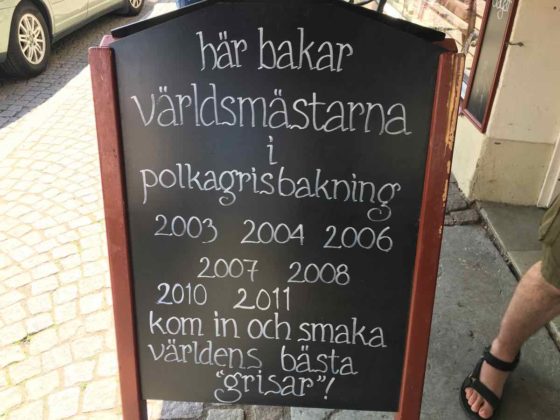 här bakar
världsmästarna
i
polkagrisbakning
2003 2004 2006
2007 2008
2010 2011
kom in och smaka
världens bästa
"grisar"!